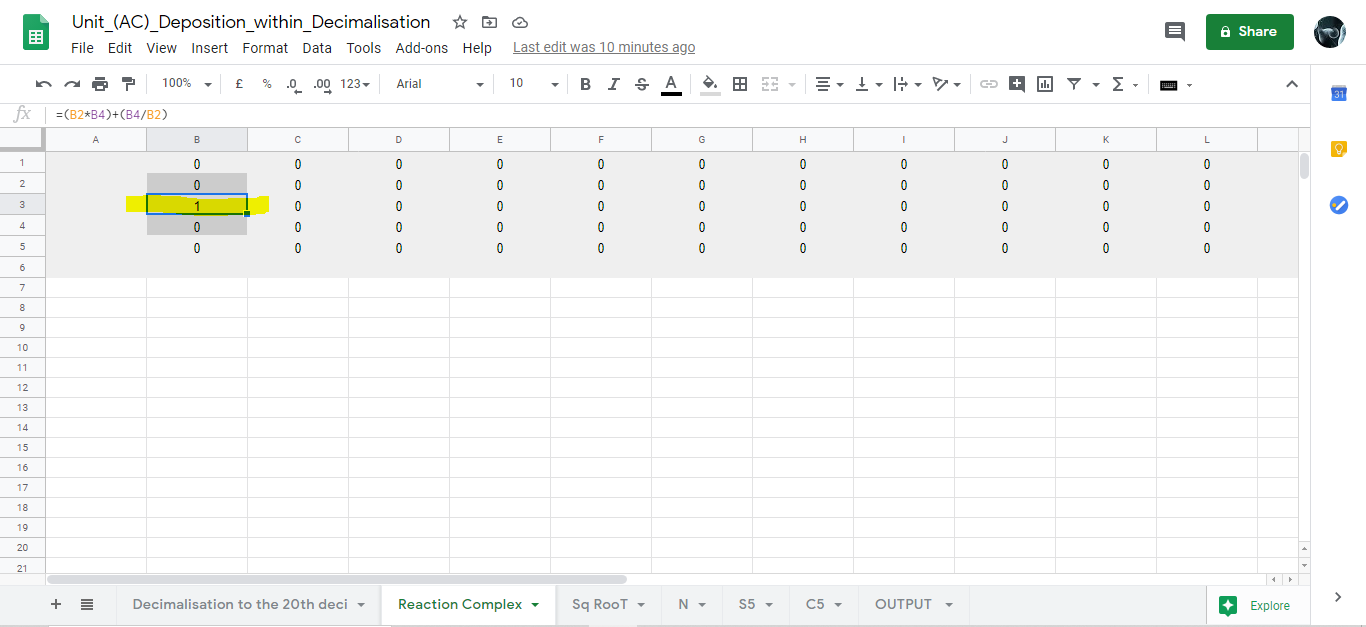 Unit_(AC)_Deposition_within_Decimalisation
File Edit View Insert Format Data Tools Add-ons Help Last edit was 10 minutes ago
Share
100% £ % .0 .00 123 Arial 10 B I S A
31
fx =(B2*B4)+(B4/B2)
A B C D E F G H I J K L
1 0 0 0 0 0 0 0 0 0 0 0
2 0 0 0 0 0 0 0 0 0 0 0
3 1 0 0 0 0 0 0 0 0 0 0
4 0 0 0 0 0 0 0 0 0 0 0
5 0 0 0 0 0 0 0 0 0 0 0
6
7
8
9
10
11
12
13
14
15
16
17
18
19
20
21
Decimalisation to the 20th deci Reaction Complex Sq RooT N S5 C5 OUTPUT Explore